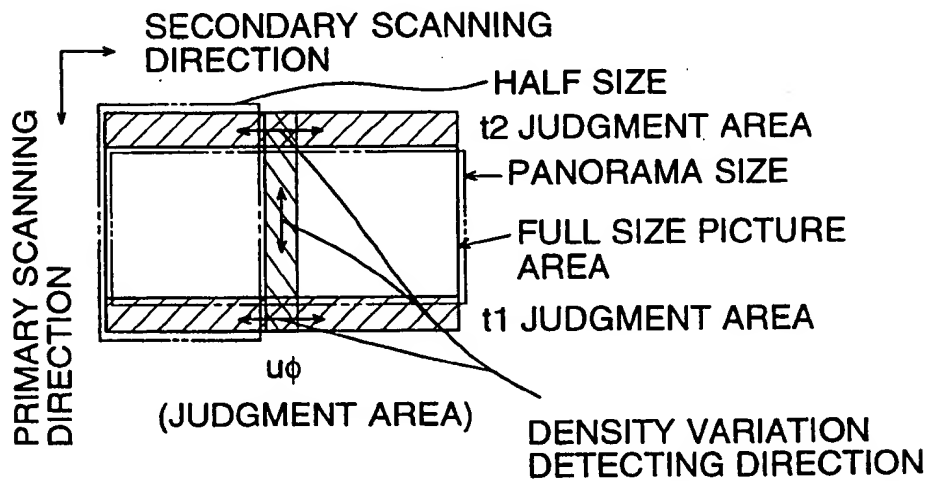 SECONDARY SCANNING
DIRECTION
HALF SIZE
t2 JUDGMENT AREA
PANORAMA SIZE
FULL SIZE PICTURE
AREA
t1 JUDGMENT AREA
PRIMARY SCANNING
DIRECTION
uϕ
(JUDGMENT AREA)
DENSITY VARIATION
DETECTING DIRECTION